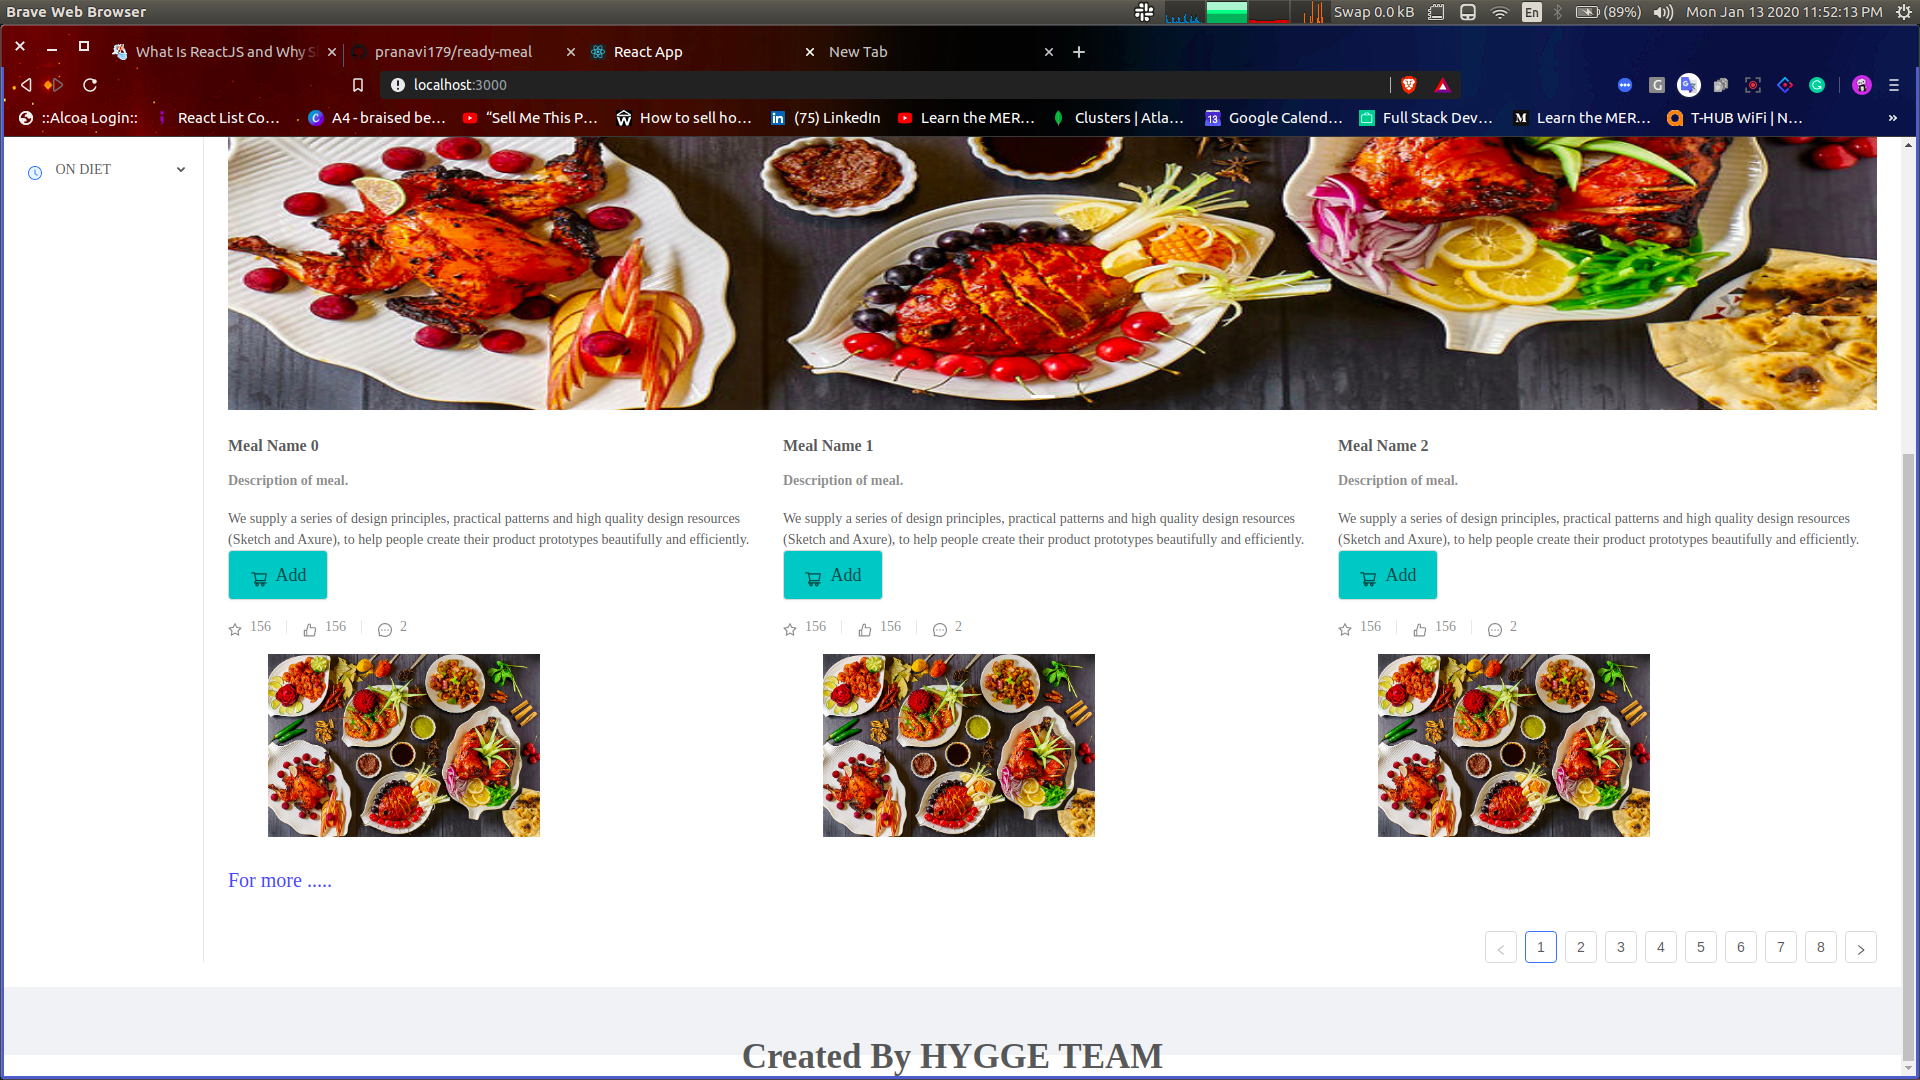 Brave Web Browser
Swap 0.0 kB
En
(89%)
Mon Jan 13 2020 11:52:13 PM
What Is ReactJS and Why S
pranavi179/ready-meal
React App
New Tab
localhost:3000
::Alcoa Login::
React List Co…
A4 - braised be…
“Sell Me This P…
How to sell ho…
(75) LinkedIn
Learn the MER…
Clusters | Atla…
Google Calend…
Full Stack Dev…
Learn the MER…
T-HUB WiFi | N…
»
ON DIET
Meal Name 0
Description of meal.
We supply a series of design principles, practical patterns and high quality design resources
(Sketch and Axure), to help people create their product prototypes beautifully and efficiently.
Add
156 156 2
Meal Name 1
Description of meal.
We supply a series of design principles, practical patterns and high quality design resources
(Sketch and Axure), to help people create their product prototypes beautifully and efficiently.
Add
156 156 2
Meal Name 2
Description of meal.
We supply a series of design principles, practical patterns and high quality design resources
(Sketch and Axure), to help people create their product prototypes beautifully and efficiently.
Add
156 156 2
For more .....
< 1 2 3 4 5 6 7 8 >
Created By HYGGE TEAM